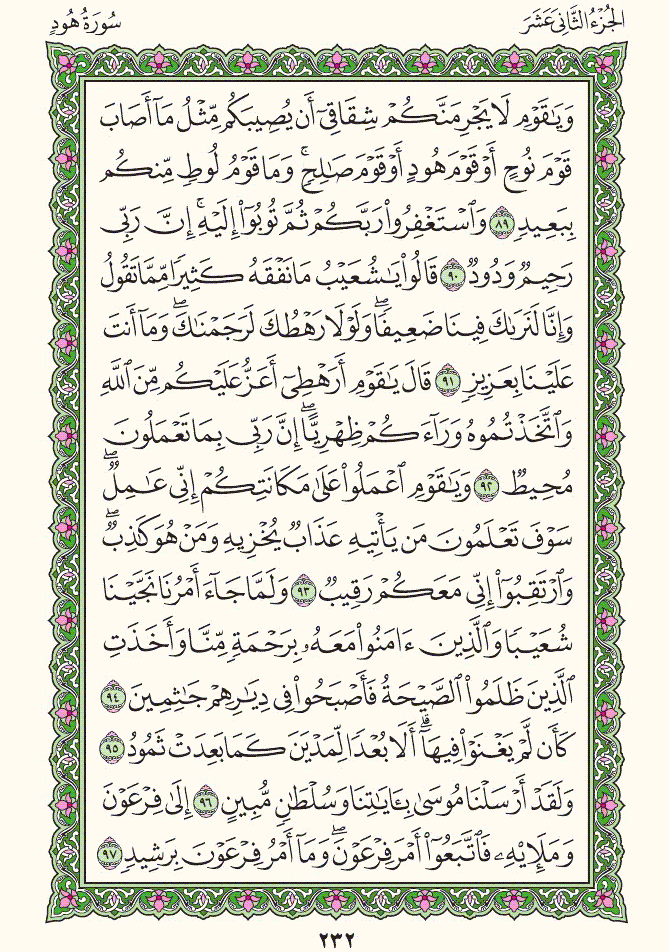 الجُزْءُ الثَّانِى عَشَرَ
سُورَةُ هُودٍ
وَيَٰقَوْمِ لَا يَجْرِمَنَّكُمْ شِقَاقِىٓ أَن يُصِيبَكُم مِّثْلُ مَآ أَصَابَ
قَوْمَ نُوحٍ أَوْ قَوْمَ هُودٍ أَوْ قَوْمَ صَٰلِحٍۚ وَمَا قَوْمُ لُوطٍ مِّنكُم
بِبَعِيدٍ ٨٩ وَٱسْتَغْفِرُوا۟ رَبَّكُمْ ثُمَّ تُوبُوٓا۟ إِلَيْهِۚ إِنَّ رَبِّى
رَحِيمٌ وَدُودٌ ٩٠ قَالُوا۟ يَٰشُعَيْبُ مَا نَفْقَهُ كَثِيرًا مِّمَّا تَقُولُ
وَإِنَّا لَنَرَىٰكَ فِينَا ضَعِيفًاۖ وَلَوْلَا رَهْطُكَ لَرَجَمْنَٰكَۖ وَمَآ أَنتَ
عَلَيْنَا بِعَزِيزٍ ٩١ قَالَ يَٰقَوْمِ أَرَهْطِىٓ أَعَزُّ عَلَيْكُم مِّنَ ٱللَّهِ
وَٱتَّخَذْتُمُوهُ وَرَآءَكُمْ ظِهْرِيًّاۖ إِنَّ رَبِّى بِمَا تَعْمَلُونَ
مُحِيطٌ ٩٢ وَيَٰقَوْمِ ٱعْمَلُوا۟ عَلَىٰ مَكَانَتِكُمْ إِنِّى عَٰمِلٌۖ
سَوْفَ تَعْلَمُونَ مَن يَأْتِيهِ عَذَابٌ يُخْزِيهِ وَمَنْ هُوَ كَٰذِبٌۖ
وَٱرْتَقِبُوٓا۟ إِنِّى مَعَكُمْ رَقِيبٌ ٩٣ وَلَمَّا جَآءَ أَمْرُنَا نَجَّيْنَا
شُعَيْبًا وَٱلَّذِينَ ءَامَنُوا۟ مَعَهُۥ بِرَحْمَةٍ مِّنَّا وَأَخَذَتِ
ٱلَّذِينَ ظَلَمُوا۟ ٱلصَّيْحَةُ فَأَصْبَحُوا۟ فِى دِيَٰرِهِمْ جَٰثِمِينَ ٩٤
كَأَن لَّمْ يَغْنَوْا۟ فِيهَآۗ أَلَا بُعْدًا لِّمَدْيَنَ كَمَا بَعِدَتْ ثَمُودُ ٩٥
وَلَقَدْ أَرْسَلْنَا مُوسَىٰ بِـَٔايَٰتِنَا وَسُلْطَٰنٍ مُّبِينٍ ٩٦ إِلَىٰ فِرْعَوْنَ
وَمَلَإِي۟هِۦ فَٱتَّبَعُوٓا۟ أَمْرَ فِرْعَوْنَۖ وَمَآ أَمْرُ فِرْعَوْنَ بِرَشِيدٍ ٩٧
٢٣٢